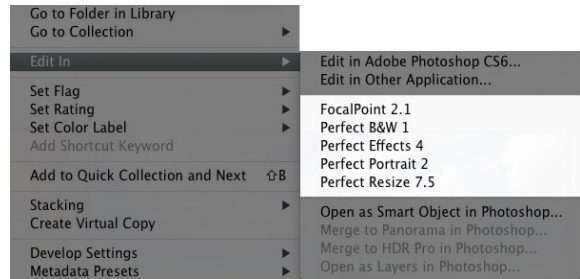 Go to Folder in Library
Go to Collection
Edit In
Set Flag
Set Rating
Set Color Label
Add Shortcut Keyword
Add to Quick Collection and Next ⇧B
Stacking
Create Virtual Copy
Develop Settings
Metadata Presets
Edit in Adobe Photoshop CS6...
Edit in Other Application...
FocalPoint 2.1
Perfect B&W 1
Perfect Effects 4
Perfect Portrait 2
Perfect Resize 7.5
Open as Smart Object in Photoshop...
Merge to Panorama in Photoshop...
Merge to HDR Pro in Photoshop...
Open as Layers in Photoshop...